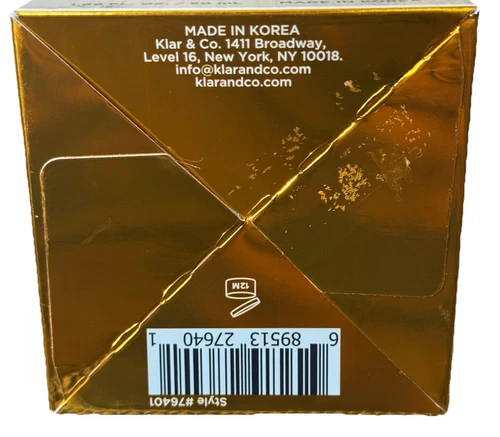 MADE IN KOREA
Klar & Co. 1411 Broadway,
Level 16, New York, NY 10018.
info@klarandco.com
klarandco.com
12M
6 89513 27640 1
Style #76401